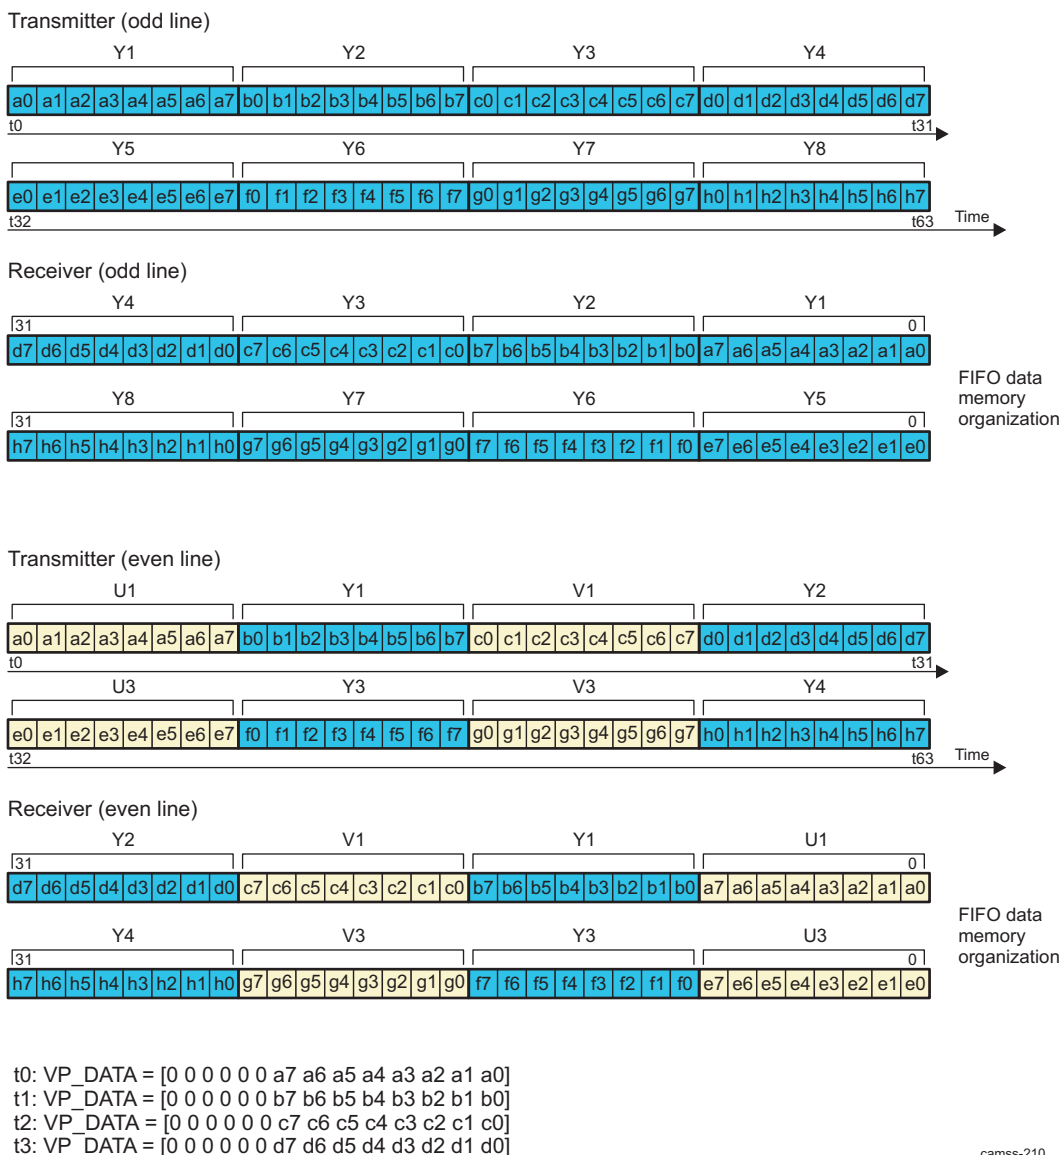 Transmitter (odd line)
Y1 Y2 Y3 Y4
a0 a1 a2 a3 a4 a5 a6 a7 b0 b1 b2 b3 b4 b5 b6 b7 c0 c1 c2 c3 c4 c5 c6 c7 d0 d1 d2 d3 d4 d5 d6 d7
t0 t31
Y5 Y6 Y7 Y8
e0 e1 e2 e3 e4 e5 e6 e7 f0 f1 f2 f3 f4 f5 f6 f7 g0 g1 g2 g3 g4 g5 g6 g7 h0 h1 h2 h3 h4 h5 h6 h7
t32 t63 Time
Receiver (odd line)
Y4 Y3 Y2 Y1
31 0
d7 d6 d5 d4 d3 d2 d1 d0 c7 c6 c5 c4 c3 c2 c1 c0 b7 b6 b5 b4 b3 b2 b1 b0 a7 a6 a5 a4 a3 a2 a1 a0
FIFO data
memory
organization
Y8 Y7 Y6 Y5
31 0
h7 h6 h5 h4 h3 h2 h1 h0 g7 g6 g5 g4 g3 g2 g1 g0 f7 f6 f5 f4 f3 f2 f1 f0 e7 e6 e5 e4 e3 e2 e1 e0
Transmitter (even line)
U1 Y1 V1 Y2
a0 a1 a2 a3 a4 a5 a6 a7 b0 b1 b2 b3 b4 b5 b6 b7 c0 c1 c2 c3 c4 c5 c6 c7 d0 d1 d2 d3 d4 d5 d6 d7
t0 t31
U3 Y3 V3 Y4
e0 e1 e2 e3 e4 e5 e6 e7 f0 f1 f2 f3 f4 f5 f6 f7 g0 g1 g2 g3 g4 g5 g6 g7 h0 h1 h2 h3 h4 h5 h6 h7
t32 t63 Time
Receiver (even line)
Y2 V1 Y1 U1
31 0
d7 d6 d5 d4 d3 d2 d1 d0 c7 c6 c5 c4 c3 c2 c1 c0 b7 b6 b5 b4 b3 b2 b1 b0 a7 a6 a5 a4 a3 a2 a1 a0
FIFO data
memory
organization
Y4 V3 Y3 U3
31 0
h7 h6 h5 h4 h3 h2 h1 h0 g7 g6 g5 g4 g3 g2 g1 g0 f7 f6 f5 f4 f3 f2 f1 f0 e7 e6 e5 e4 e3 e2 e1 e0
t0: VP_DATA = [0 0 0 0 0 0 a7 a6 a5 a4 a3 a2 a1 a0]
t1: VP_DATA = [0 0 0 0 0 0 b7 b6 b5 b4 b3 b2 b1 b0]
t2: VP_DATA = [0 0 0 0 0 0 c7 c6 c5 c4 c3 c2 c1 c0]
t3: VP_DATA = [0 0 0 0 0 0 d7 d6 d5 d4 d3 d2 d1 d0]
camss-210